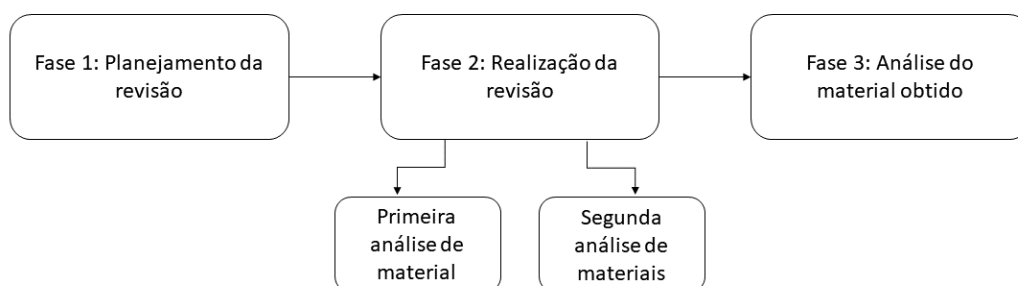 Fase 1: Planejamento da
revisão
Fase 2: Realização da
revisão
Fase 3: Análise do
material obtido
Primeira
análise de
material
Segunda
análise de
materiais